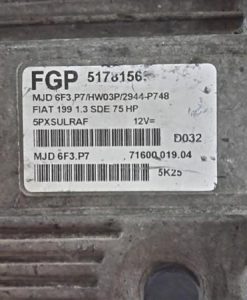 FGP 5178156
MJD 6F3.P7/HW03P/2944-P748
FIAT 199 1.3 SDE 75 HP
5PXSULRAF 12V=
D032
MJD 6F3.P7 71600.019.04
5K25